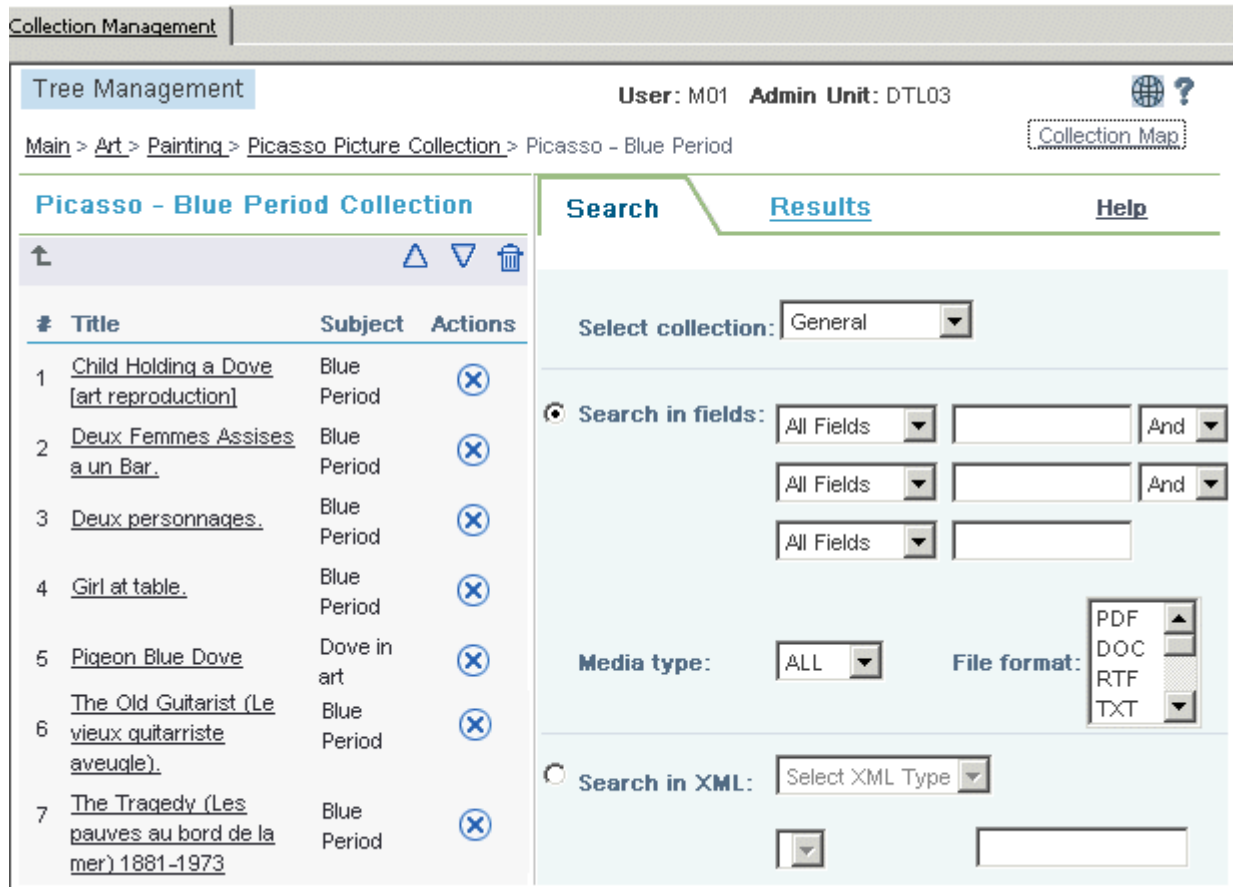 Collection Management
Tree Management
User: M01 Admin Unit: DTL03
?
Collection Map
Main > Art > Painting > Picasso Picture Collection > Picasso - Blue Period
Picasso - Blue Period Collection
Search
Results
Help
# Title Subject Actions
1 Child Holding a Dove
[art reproduction]
Blue
Period
2 Deux Femmes Assises
a un Bar.
Blue
Period
3 Deux personnages.
Blue
Period
4 Girl at table.
Blue
Period
5 Pigeon Blue Dove
Dove in
art
6 The Old Guitarist (Le
vieux guitarriste
aveugle).
Blue
Period
7 The Tragedy (Les
pauves au bord de la
mer) 1881-1973
Blue
Period
Select collection: General
Search in fields: All Fields And
All Fields And
All Fields
Media type: ALL
File format:
PDF
DOC
RTF
TXT
Search in XML: Select XML Type